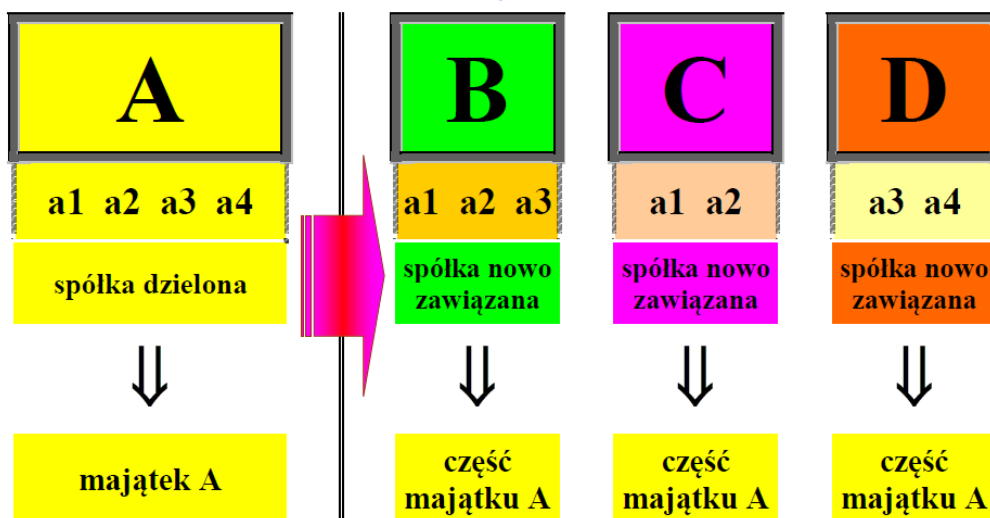 A
B
C
D
a1 a2 a3 a4
a1 a2 a3
a1 a2
a3 a4
spółka dzielona
spółka nowo
zawiązana
spółka nowo
zawiązana
spółka nowo
zawiązana
majątek A
część
majątku A
część
majątku A
część
majątku A